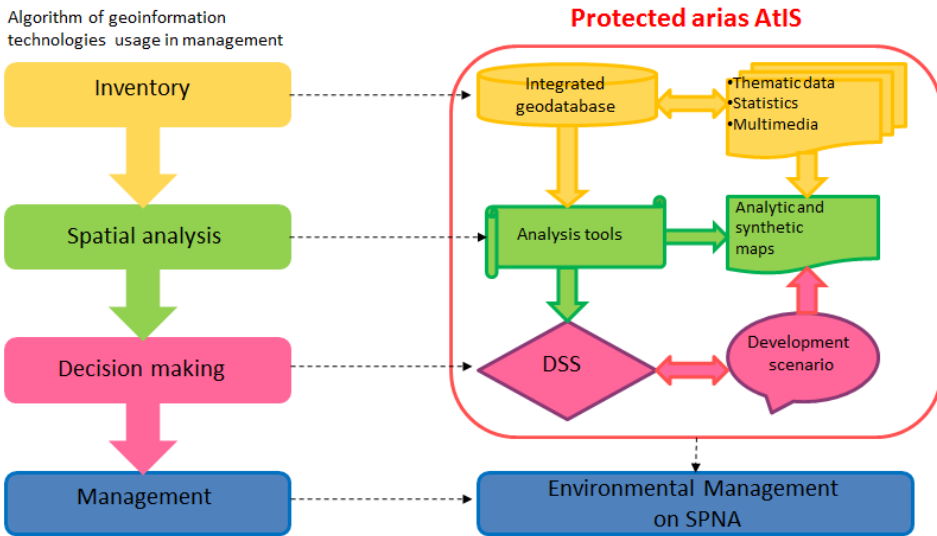 Algorithm of geoinformation
technologies usage in management
Protected arias AtIS
Inventory
Integrated
geodatabase
•Thematic data
•Statistics
•Multimedia
Spatial analysis
Analysis tools
Analytic and
synthetic
maps
Decision making
DSS
Development
scenario
Management
Environmental Management
on SPNA